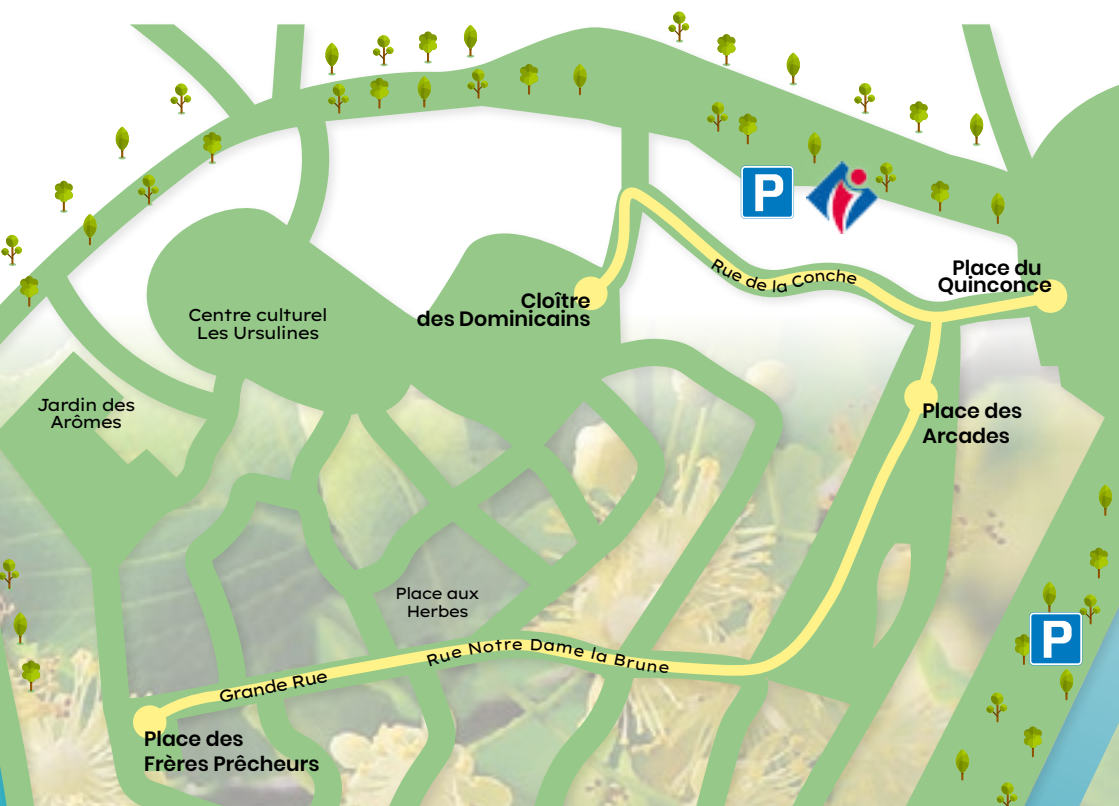 P
Rue de la Conche
Place du
Quinconce
Cloître
des Dominicains
Centre culturel
Les Ursulines
Jardin des
Arômes
Place des
Arcades
Place aux
Herbes
P
Rue Notre Dame la Brune
Grande Rue
Place des
Frères Prêcheurs